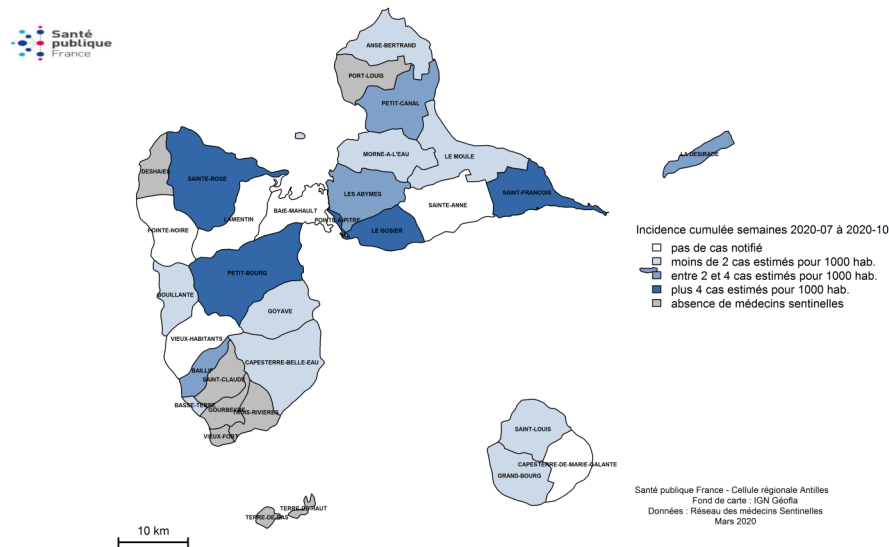 Santé
publique
France
ANSE-BERTRAND
PORT-LOUIS
PETIT-CANAL
MORNE-A-L'EAU
LE MOULE
LA DESIRADE
DESHAIES
SAINTE-ROSE
LES ABYMES
SAINTE-ANNE
SAINT-FRANCOIS
LAMENTIN
BAIE-MAHAULT
POINTE-A-PITRE
LE GOSIER
POINTE-NOIRE
PETIT-BOURG
BOUILLANTE
GOYAVE
VIEUX-HABITANTS
CAPESTERRE-BELLE-EAU
BAILLIF
SAINT-CLAUDE
BASSE-TERRE
GOURBEYRE
TROIS-RIVIERES
VIEUX-FORT
TERRE-DE-HAUT
TERRE-DE-BAS
SAINT-LOUIS
CAPESTERRE-DE-MARIE-GALANTE
GRAND-BOURG
Incidence cumulée semaines 2020-07 à 2020-10
pas de cas notifié
moins de 2 cas estimés pour 1000 hab.
entre 2 et 4 cas estimés pour 1000 hab.
plus 4 cas estimés pour 1000 hab.
absence de médecins sentinelles
Santé publique France - Cellule régionale Antilles
Fond de carte : IGN Géofla
Données : Réseau des médecins Sentinelles
Mars 2020
10 km